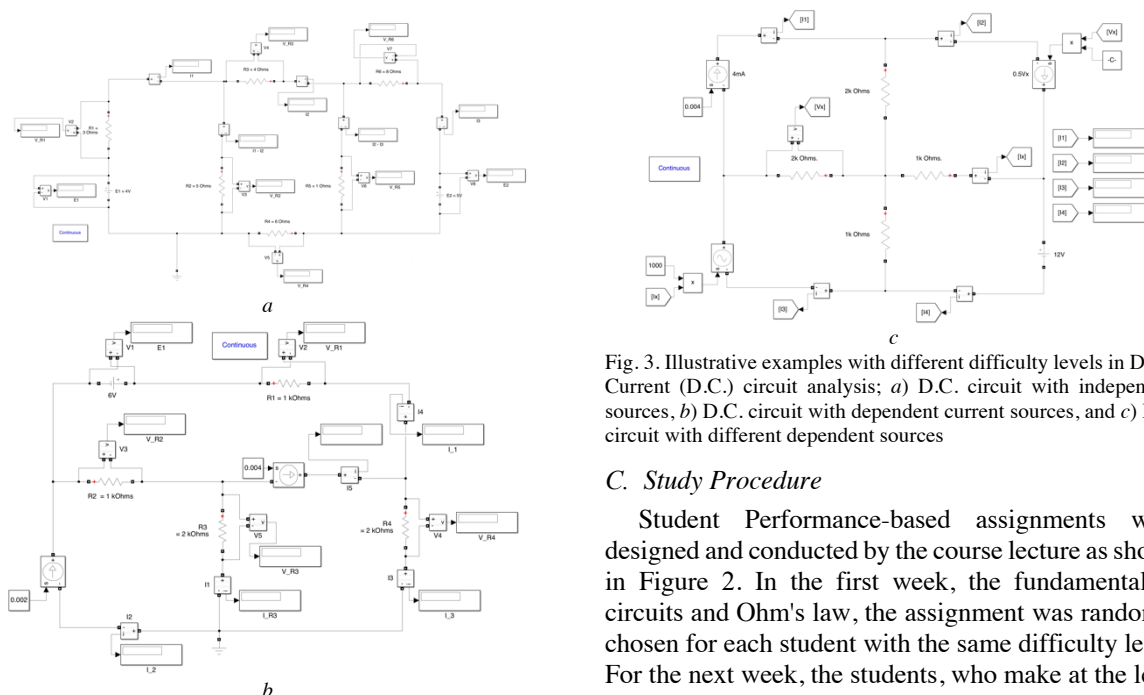 V4
V_R5
R3 = 4 Ohms
V_R6
V7
R6 = 8 Ohms
I1
I2
I3
V2
V_R1
R1 =
3 Ohms
I1 - I2
I2 - I3
V1
E1
E1 = 4V
R2 = 5 Ohms
V3
V_R2
R5 = 1 Ohms
V6
V_R5
E2 = 5V
V8
E2
Continuous
R4 = 6 Ohms
V5
V_R4
a
V1
E1
6V
Continuous
V2
V_R1
R1 = 1 kOhms
I4
I_1
V_R2
V3
R2 = 1 kOhms
0.004
I5
R3
= 2 kOhms
V5
V_R3
R4
= 2 kOhms
V4
V_R4
I1
I_R3
I3
I_3
0.002
I2
I_2
b
[I1]
[I2]
[Vx]
x
-C-
4mA
0.004
2k Ohms
0.5Vx
[Vx]
Continuous
2k Ohms.
1k Ohms.
[Ix]
[I1]
[I2]
[I3]
[I4]
1k Ohms
12V
1000
[Ix]
x
[I3]
[I4]
c
Fig. 3. Illustrative examples with different difficulty levels in D
Current (D.C.) circuit analysis; a) D.C. circuit with indepen
sources, b) D.C. circuit with dependent current sources, and c)
circuit with different dependent sources
C. Study Procedure
Student Performance-based assignments w
designed and conducted by the course lecture as sho
in Figure 2. In the first week, the fundamental
circuits and Ohm's law, the assignment was random
chosen for each student with the same difficulty le
For the next week, the students, who make at the l